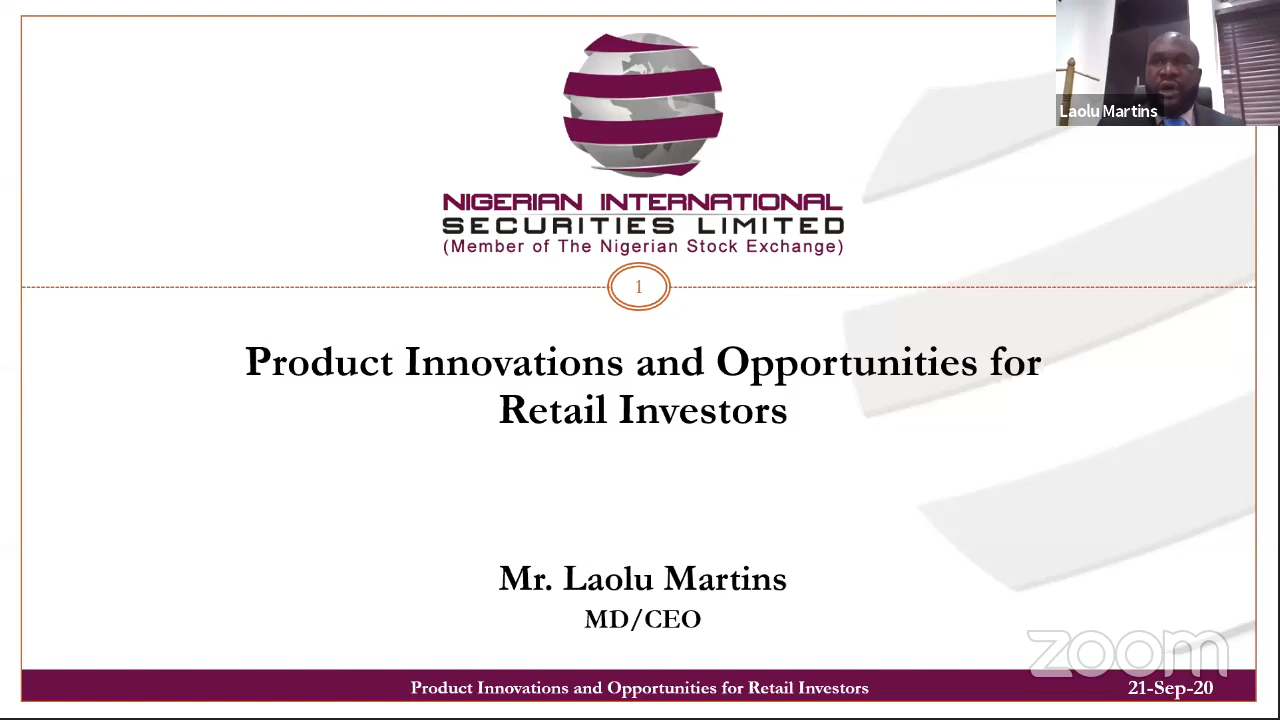 Laolu Martins
NIGERIAN INTERNATIONAL
SECURITIES LIMITED
(Member of The Nigerian Stock Exchange)
1
Product Innovations and Opportunities for
Retail Investors
Mr. Laolu Martins
MD/CEO
zoom
Product Innovations and Opportunities for Retail Investors
21-Sep-20